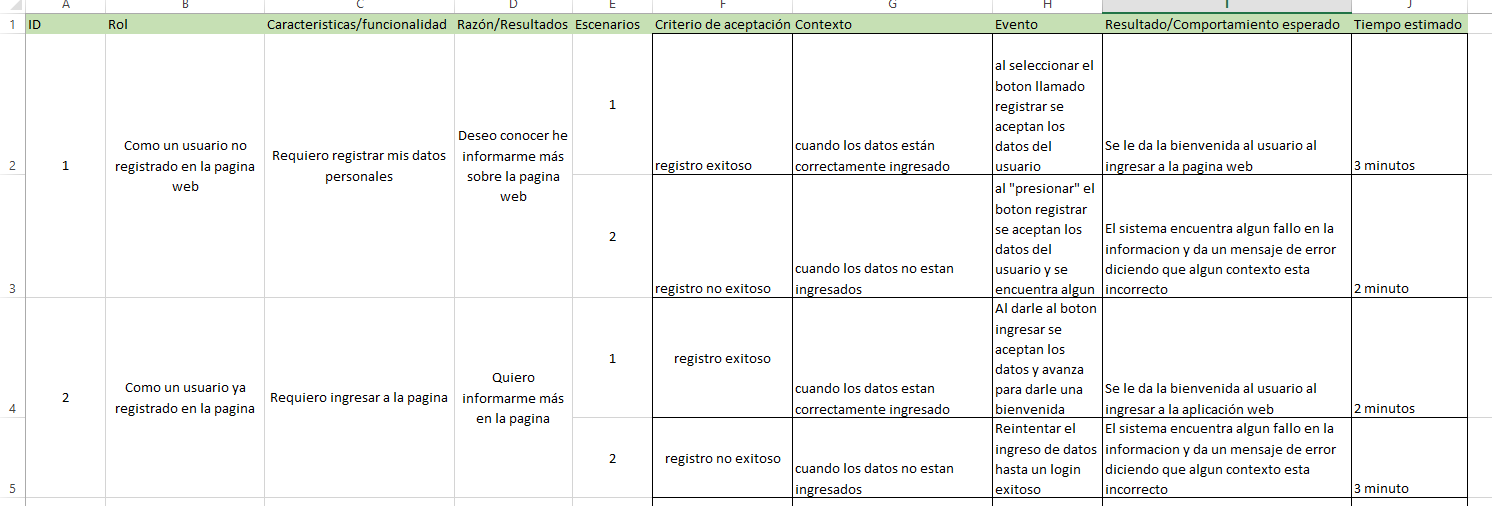 A B C D E F G H I J
1 ID Rol Caracteristicas/funcionalidad Razón/Resultados Escenarios Criterio de aceptación Contexto Evento Resultado/Comportamiento esperado Tiempo estimado
2
1
Como un usuario no
registrado en la pagina
web
Requiero registrar mis datos
personales
Deseo conocer he
informarme más
sobre la pagina
web
1
registro exitoso
cuando los datos están
correctamente ingresado
al seleccionar el
boton llamado
registrar se
aceptan los
datos del
usuario
Se le da la bienvenida al usuario al
ingresar a la pagina web
3 minutos
3
2
registro no exitoso
cuando los datos no estan
ingresados
al "presionar" el
boton registrar
se aceptan los
datos del
usuario y se
encuentra algun
El sistema encuentra algun fallo en la
informacion y da un mensaje de error
diciendo que algun contexto esta
incorrecto
2 minuto
4
2
Como un usuario ya
registrado en la pagina
Requiero ingresar a la pagina
Quiero
informarme más
en la pagina
1
registro exitoso
cuando los datos estan
correctamente ingresado
Al darle al boton
ingresar se
aceptan los
datos y avanza
para darle una
bienvenida
Se le da la bienvenida al usuario al
ingresar a la aplicación web
2 minutos
5
2
registro no exitoso
cuando los datos no estan
ingresados
Reintentar el
ingreso de datos
hasta un login
exitoso
El sistema encuentra algun fallo en la
informacion y da un mensaje de error
diciendo que algun contexto esta
incorrecto
3 minuto